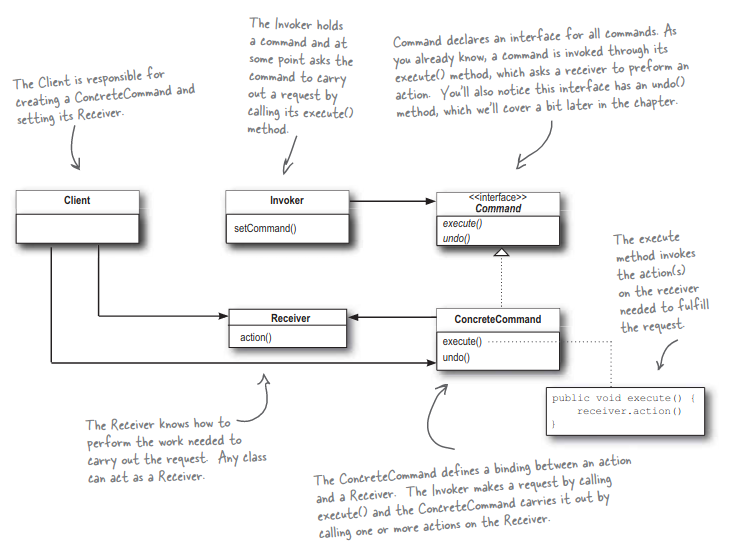 The Client is responsible for
creating a ConcreteCommand and
setting its Receiver.
The Invoker holds
a command and at
some point asks the
command to carry
out a request by
calling its execute()
method.
Command declares an interface for all commands. As
you already know, a command is invoked through its
execute() method, which asks a receiver to preform an
action. You'll also notice this interface has an undo()
method, which we'll cover a bit later in the chapter.
Client
Invoker
setCommand()
<<interface>>
Command
execute()
undo()
The execute
method invokes
the action(s)
on the receiver
needed to fulfill
the request.
Receiver
action()
ConcreteCommand
execute()
undo()
public void execute() {
receiver.action()
}
The Receiver knows how to
perform the work needed to
carry out the request. Any class
can act as a Receiver.
The ConcreteCommand defines a binding between an action
and a Receiver. The Invoker makes a request by calling
execute() and the ConcreteCommand carries it out by
calling one or more actions on the Receiver.